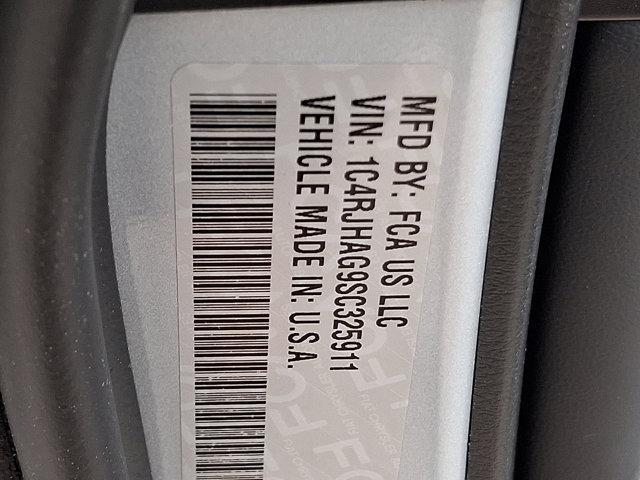 MFD BY: FCA US LLC
VIN: 1C4RJHAG9SC325911
VEHICLE MADE IN: U.S.A.